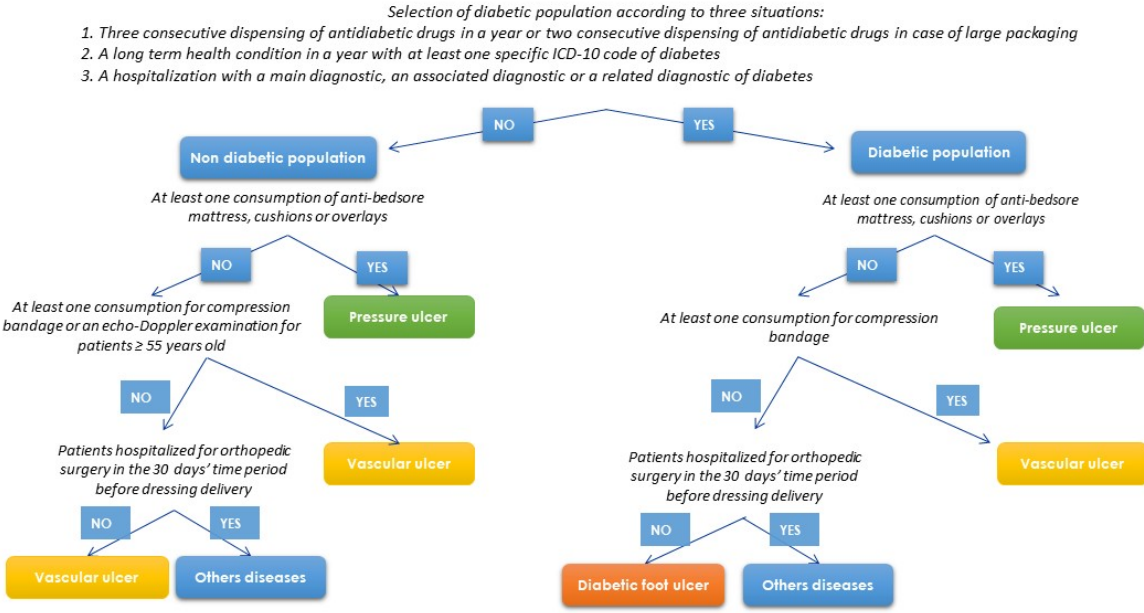 Selection of diabetic population according to three situations:
1. Three consecutive dispensing of antidiabetic drugs in a year or two consecutive dispensing of antidiabetic drugs in case of large packaging
2. A long term health condition in a year with at least one specific ICD-10 code of diabetes
3. A hospitalization with a main diagnostic, an associated diagnostic or a related diagnostic of diabetes
NO
YES
Non diabetic population
Diabetic population
At least one consumption of anti-bedsore
mattress, cushions or overlays
At least one consumption of anti-bedsore
mattress, cushions or overlays
NO
YES
NO
YES
At least one consumption for compression
bandage or an echo-Doppler examination for
patients ≥ 55 years old
Pressure ulcer
At least one consumption for compression
bandage
Pressure ulcer
NO
YES
NO
YES
Patients hospitalized for orthopedic
surgery in the 30 days' time period
before dressing delivery
Vascular ulcer
Patients hospitalized for orthopedic
surgery in the 30 days' time period
before dressing delivery
Vascular ulcer
NO
YES
NO
YES
Vascular ulcer
Others diseases
Diabetic foot ulcer
Others diseases